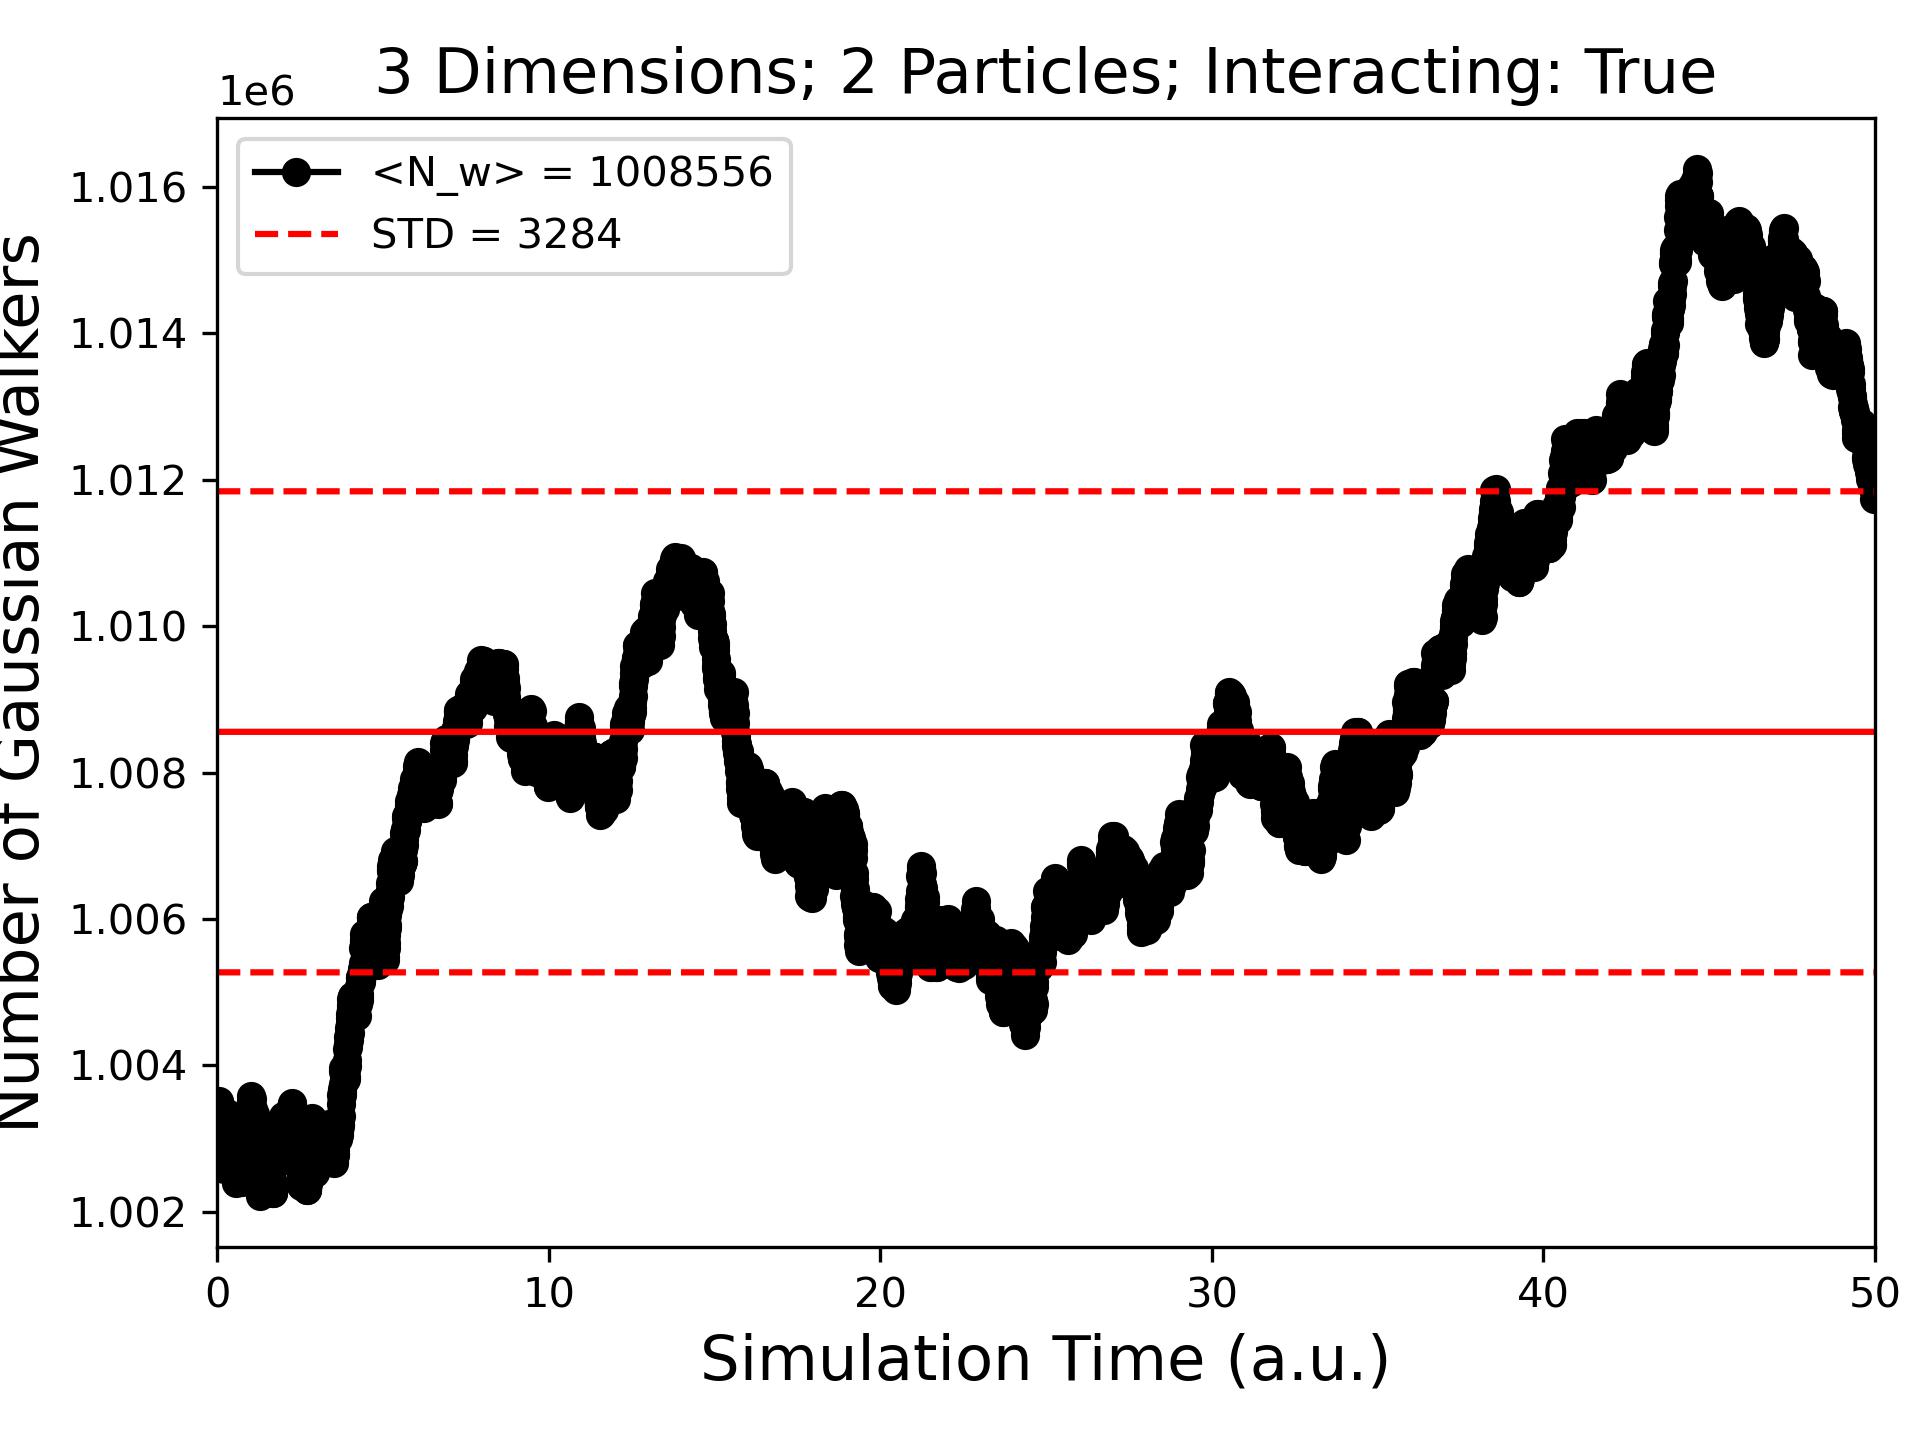 3 Dimensions; 2 Particles; Interacting: True
1e6
<N_w> = 1008556
STD = 3284
1.016
1.014
1.012
1.010
1.008
1.006
1.004
1.002
Number of Gaussian Walkers
0 10 20 30 40 50
Simulation Time (a.u.)